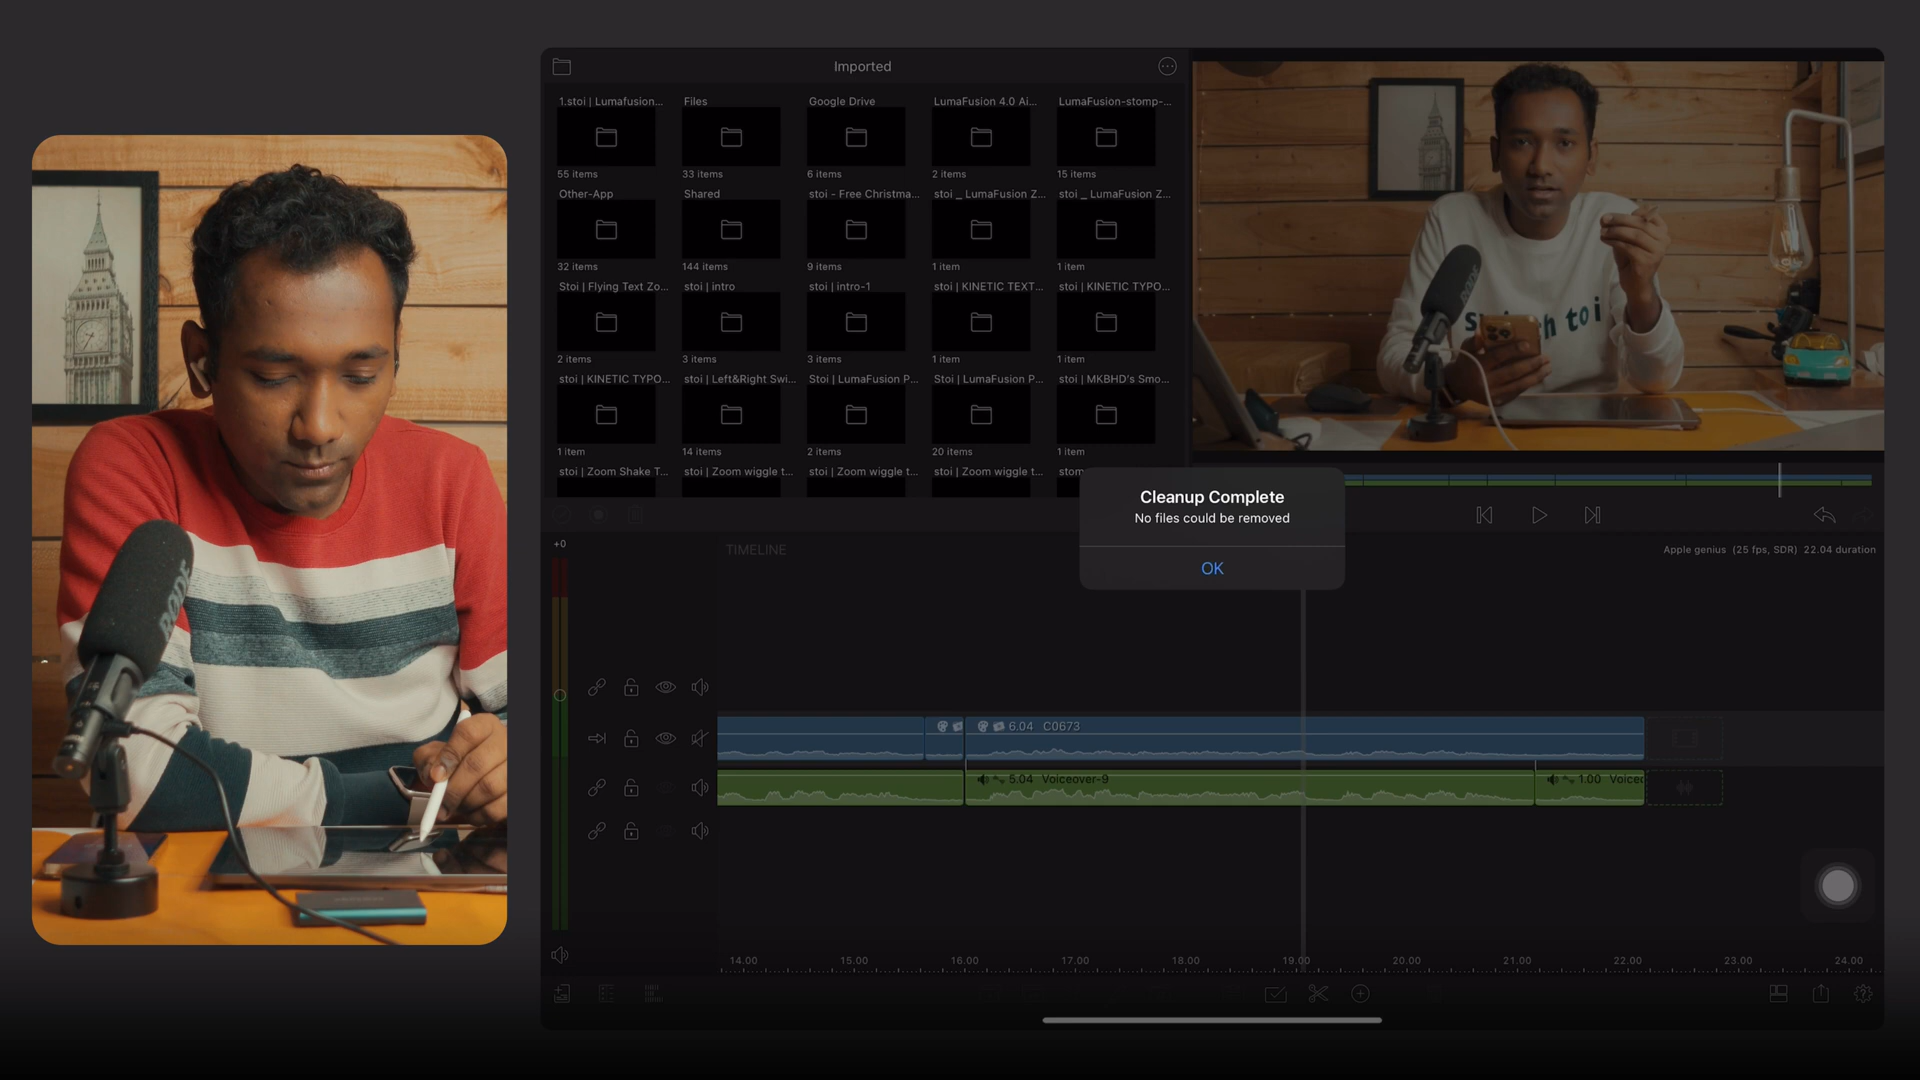 Imported
1.stoi | Lumafusion...
Files
Google Drive
LumaFusion 4.0 Ai...
LumaFusion-stomp-...
55 items
33 items
6 items
2 items
15 items
Other-App
Shared
stoi - Free Christma...
stoi _ LumaFusion Z...
stoi _ LumaFusion Z...
32 items
144 items
9 items
1 item
1 item
Stoi | Flying Text Zo...
stoi | intro
stoi | intro-1
stoi | KINETIC TEXT...
stoi | KINETIC TYPO...
2 items
3 items
3 items
1 item
1 item
stoi | KINETIC TYPO...
stoi | Left&Right Swi...
Stoi | LumaFusion P...
Stoi | LumaFusion P...
stoi | MKBHD's Smo...
1 item
14 items
2 items
20 items
1 item
stoi | Zoom Shake T...
stoi | Zoom wiggle t...
stoi | Zoom wiggle t...
stoi | Zoom wiggle t...
Cleanup Complete
No files could be removed
OK
+0
TIMELINE
Apple genius (25 fps, SDR) 22.04 duration
6.04 C0673
5.04 Voiceover-9
1.00
14.00
15.00
16.00
17.00
18.00
19.00
20.00
21.00
22.00
23.00
24.00
RODE
RODE